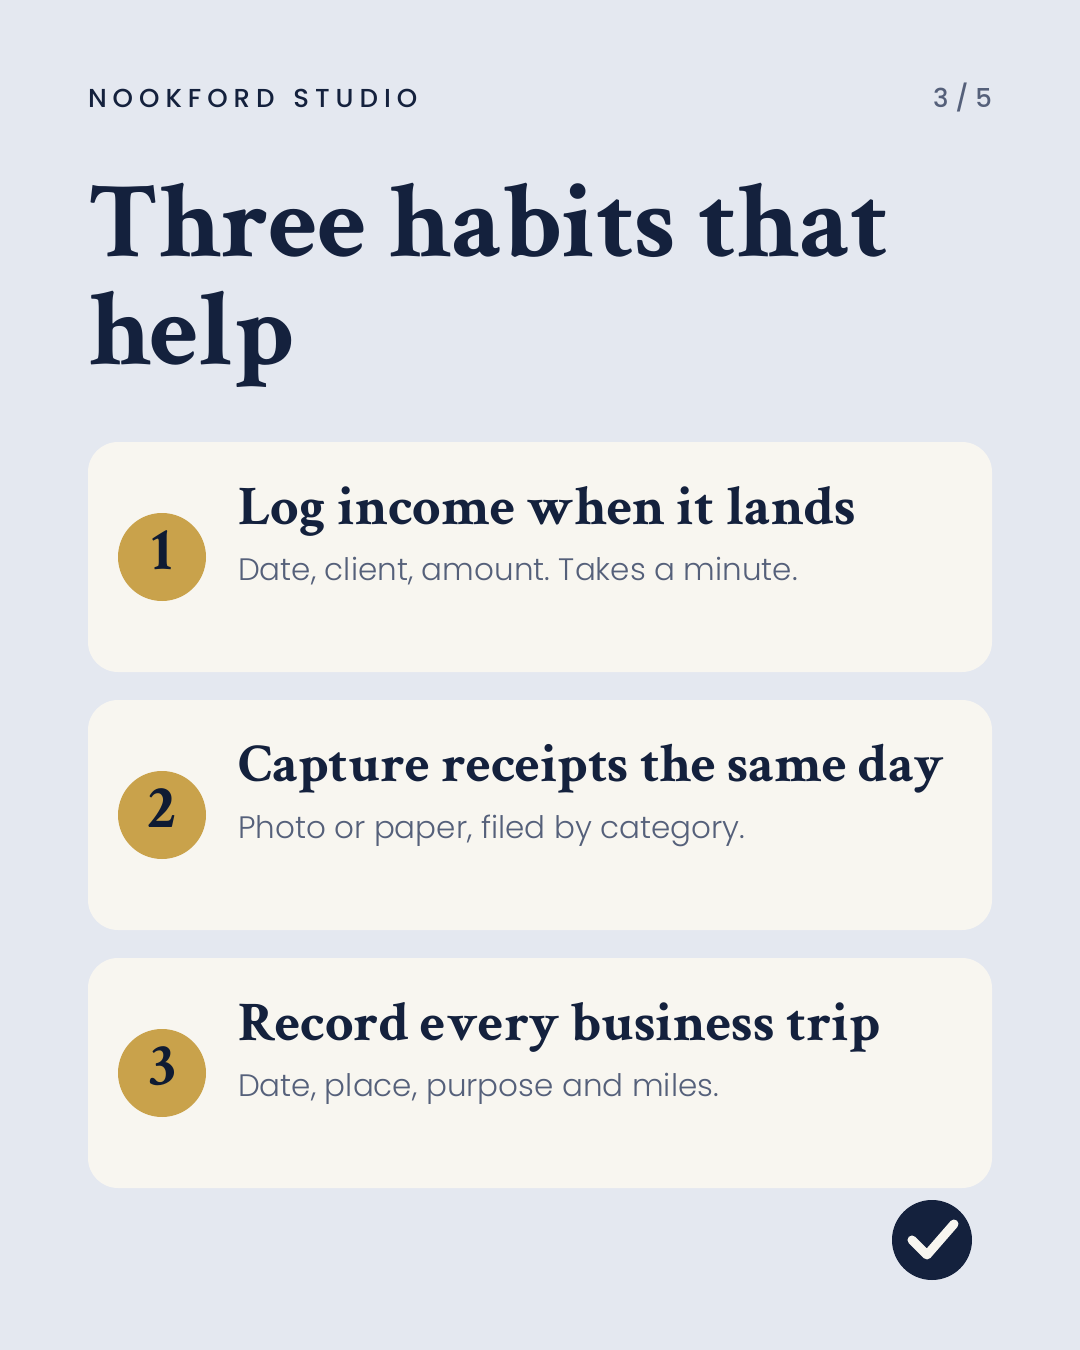 NOOKFORD STUDIO
3 / 5
Three habits that
help
1
Log income when it lands
Date, client, amount. Takes a minute.
2
Capture receipts the same day
Photo or paper, filed by category.
3
Record every business trip
Date, place, purpose and miles.